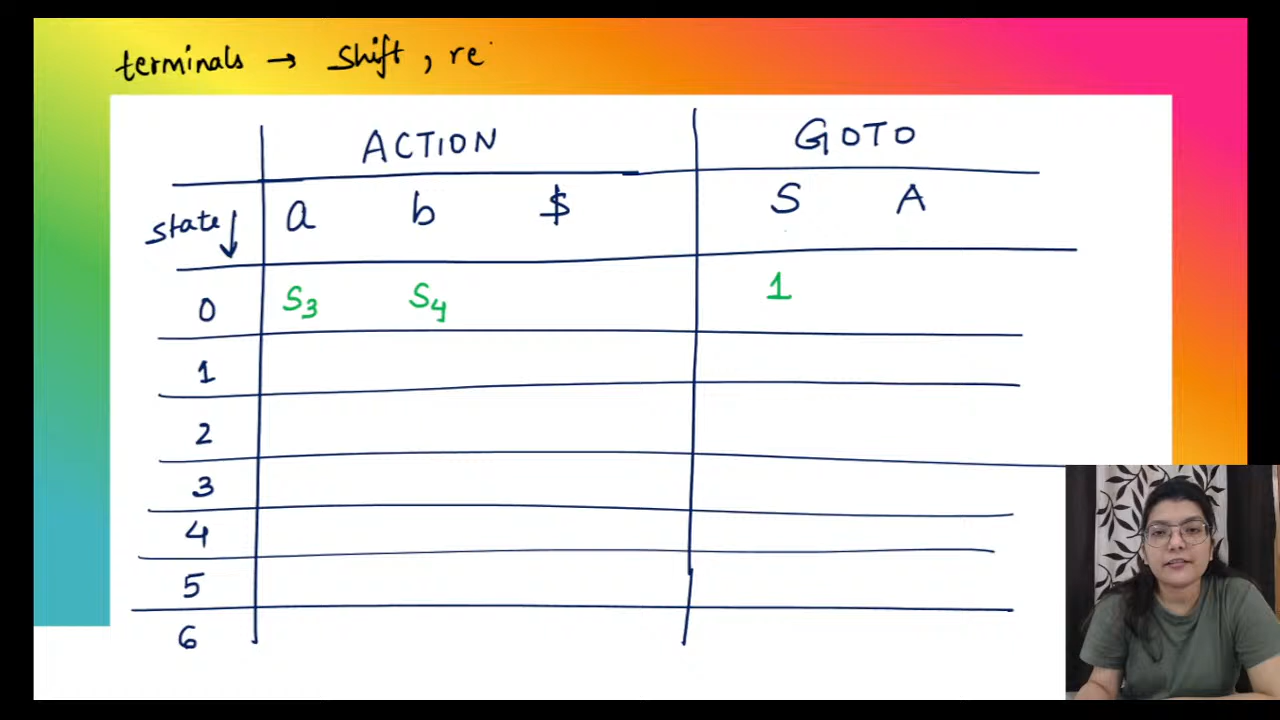 terminals → Shift, re
ACTION GOTO
state ↓ a b $ S A
0 S3 S4 1
1
2
3
4
5
6